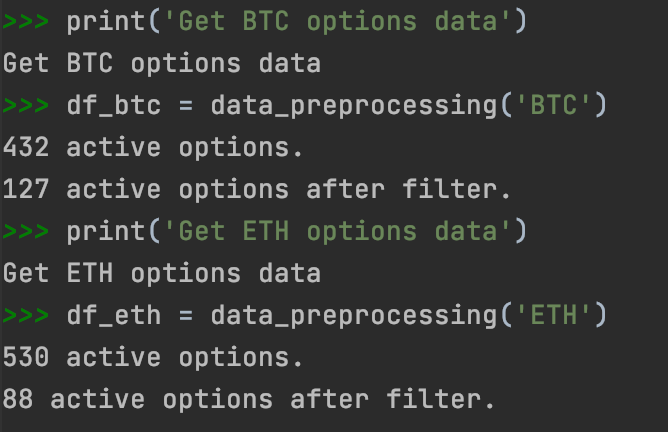 >>> print('Get BTC options data')
Get BTC options data
>>> df_btc = data_preprocessing('BTC')
432 active options.
127 active options after filter.
>>> print('Get ETH options data')
Get ETH options data
>>> df_eth = data_preprocessing('ETH')
530 active options.
88 active options after filter.